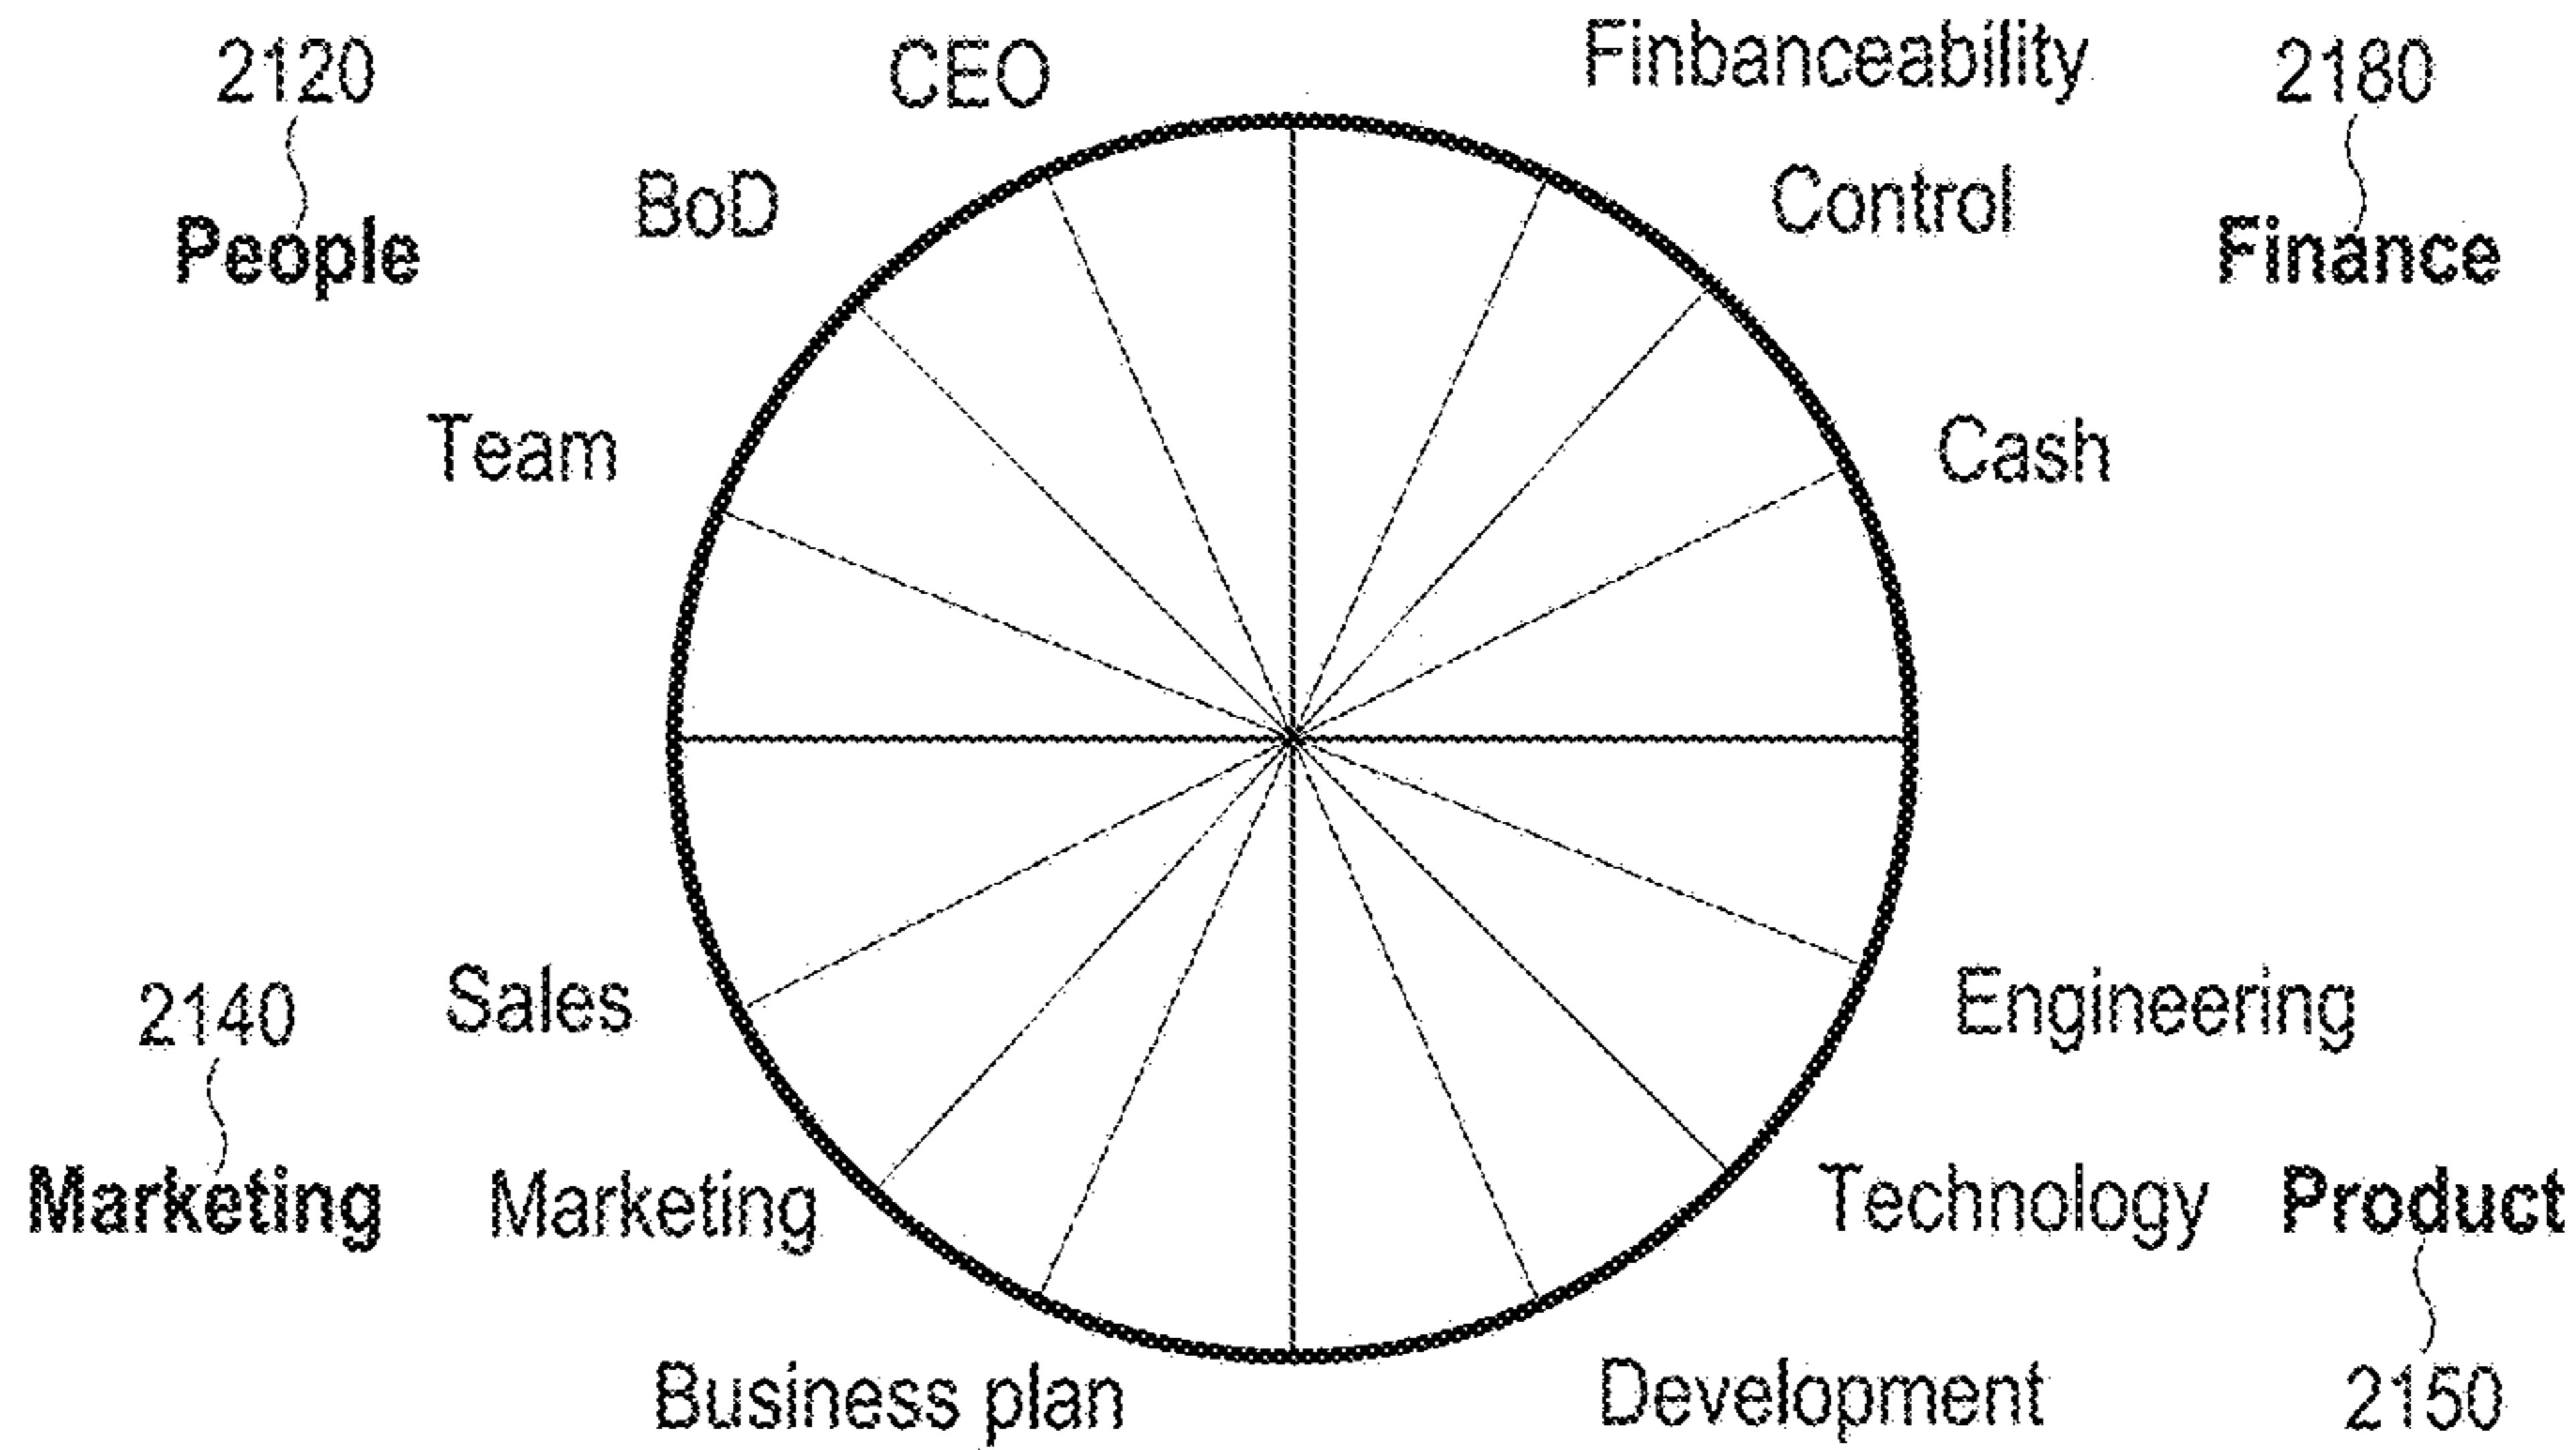 2120
CEO
Finbanceability
2180
BoD
Control
People
Finance
Team
Cash
Sales
Engineering
2140
Marketing
Marketing
Technology
Product
Business plan
Development
2150